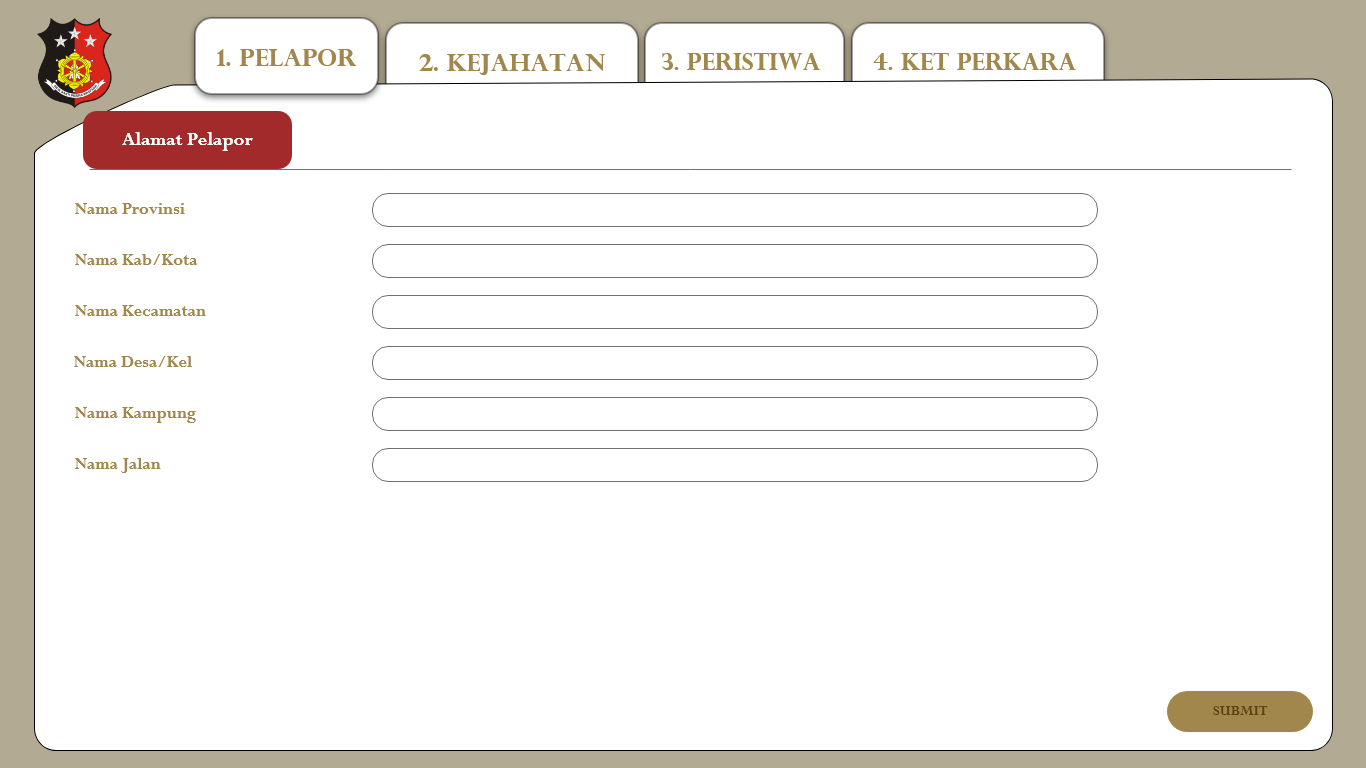 1. PELAPOR
2. KEJAHATAN
3. PERISTIWA
4. KET PERKARA
Alamat Pelapor
Nama Provinsi
Nama Kab/Kota
Nama Kecamatan
Nama Desa/Kel
Nama Kampung
Nama Jalan
SUBMIT